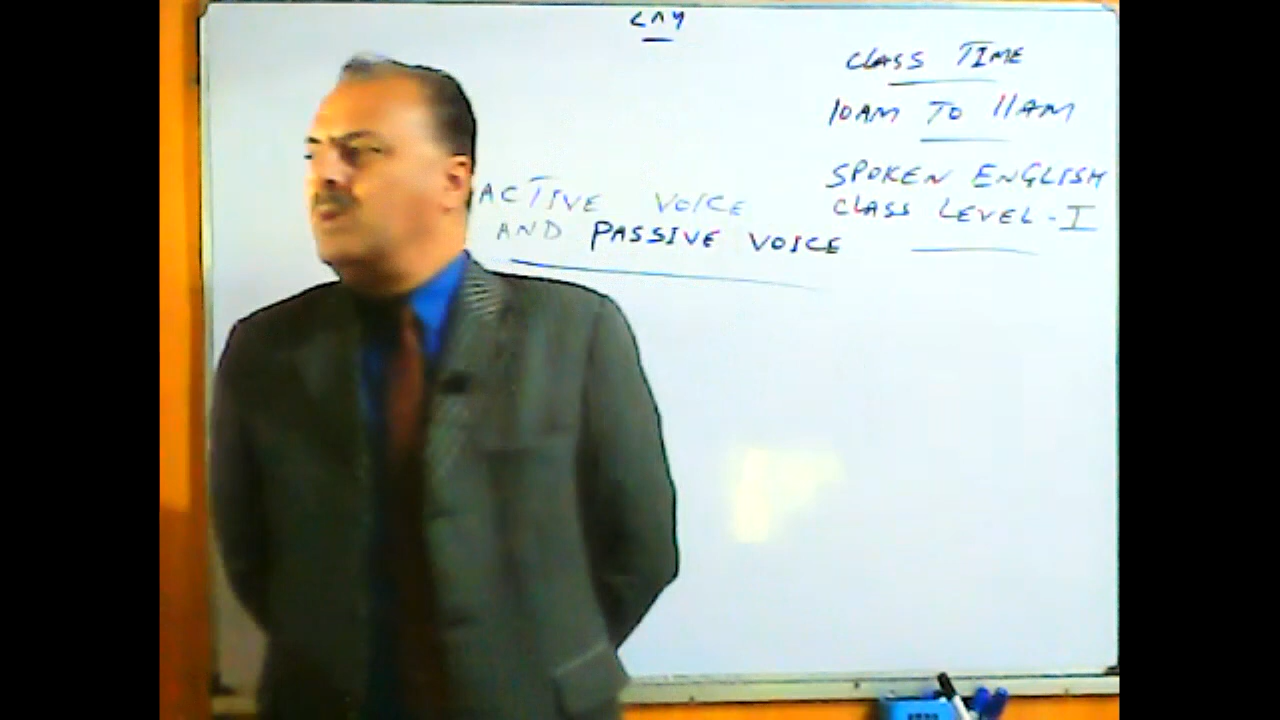 CLASS TIME
10AM TO 11AM
SPOKEN ENGLISH
CLASS LEVEL - I
ACTIVE VOICE
AND PASSIVE VOICE